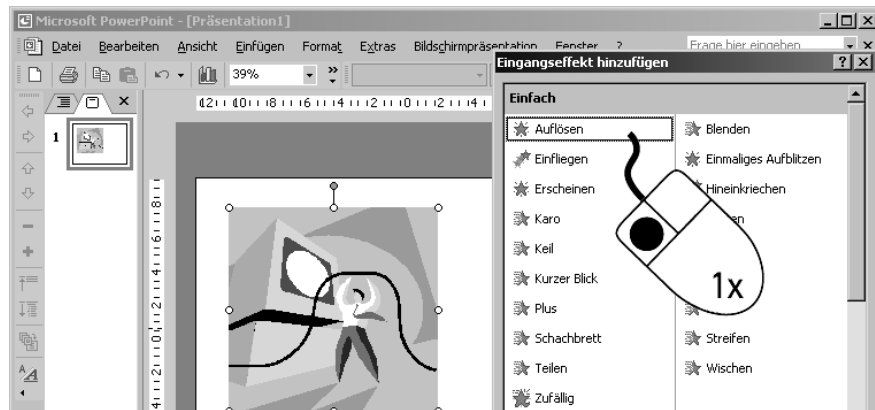 Microsoft PowerPoint - [Präsentation1]
Datei Bearbeiten Ansicht Einfügen Format Extras Bildschirmpräsentation Fenster ? Frage hier eingeben
39%
Eingangseffekt hinzufügen
Einfach
1
Auflösen Blenden
Einfliegen Einmaliges Aufblitzen
Erscheinen Hineinkriechen
Karo
Keil
Kurzer Blick
Plus
Schachbrett Streifen
Teilen Wischen
Zufällig
1x